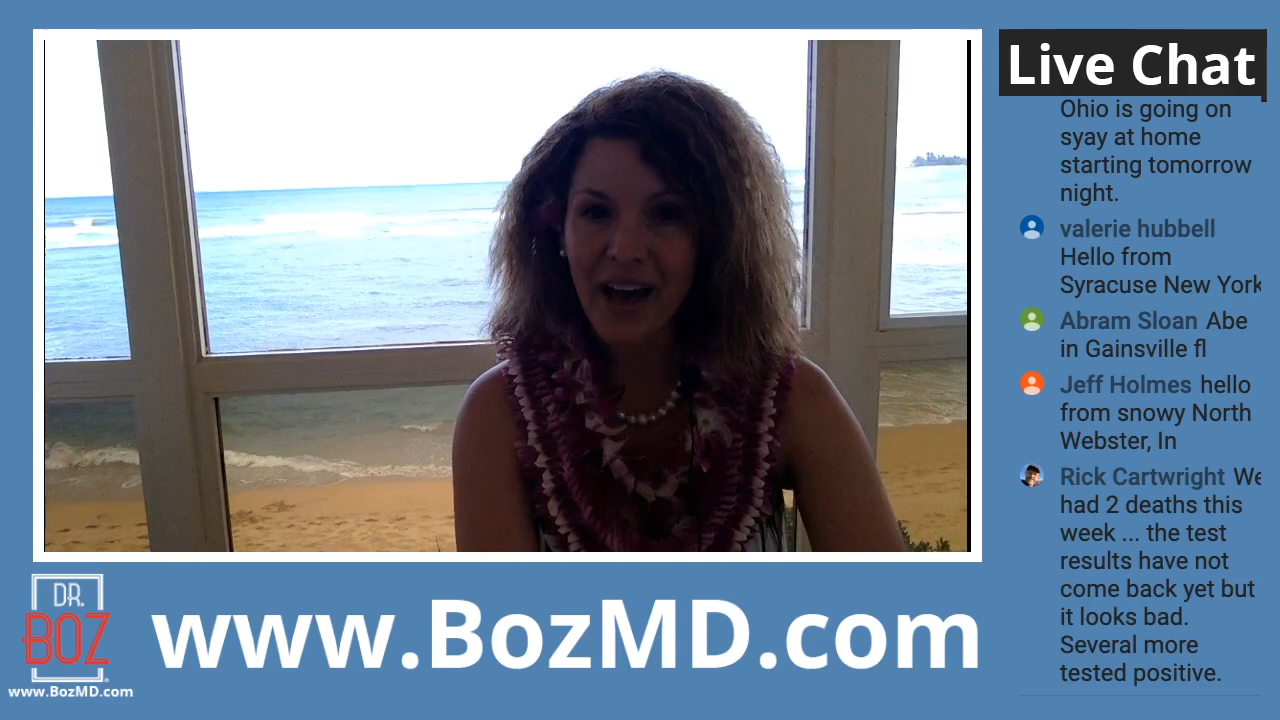 Live Chat
Ohio is going on
syay at home
starting tomorrow
night.
valerie hubbell
Hello from
Syracuse New York
Abram Sloan Abe
in Gainsville fl
Jeff Holmes hello
from snowy North
Webster, In
Rick Cartwright We
had 2 deaths this
week ... the test
results have not
come back yet but
it looks bad.
Several more
tested positive.
DR.
BOZ
www.BozMD.com
www.BozMD.com